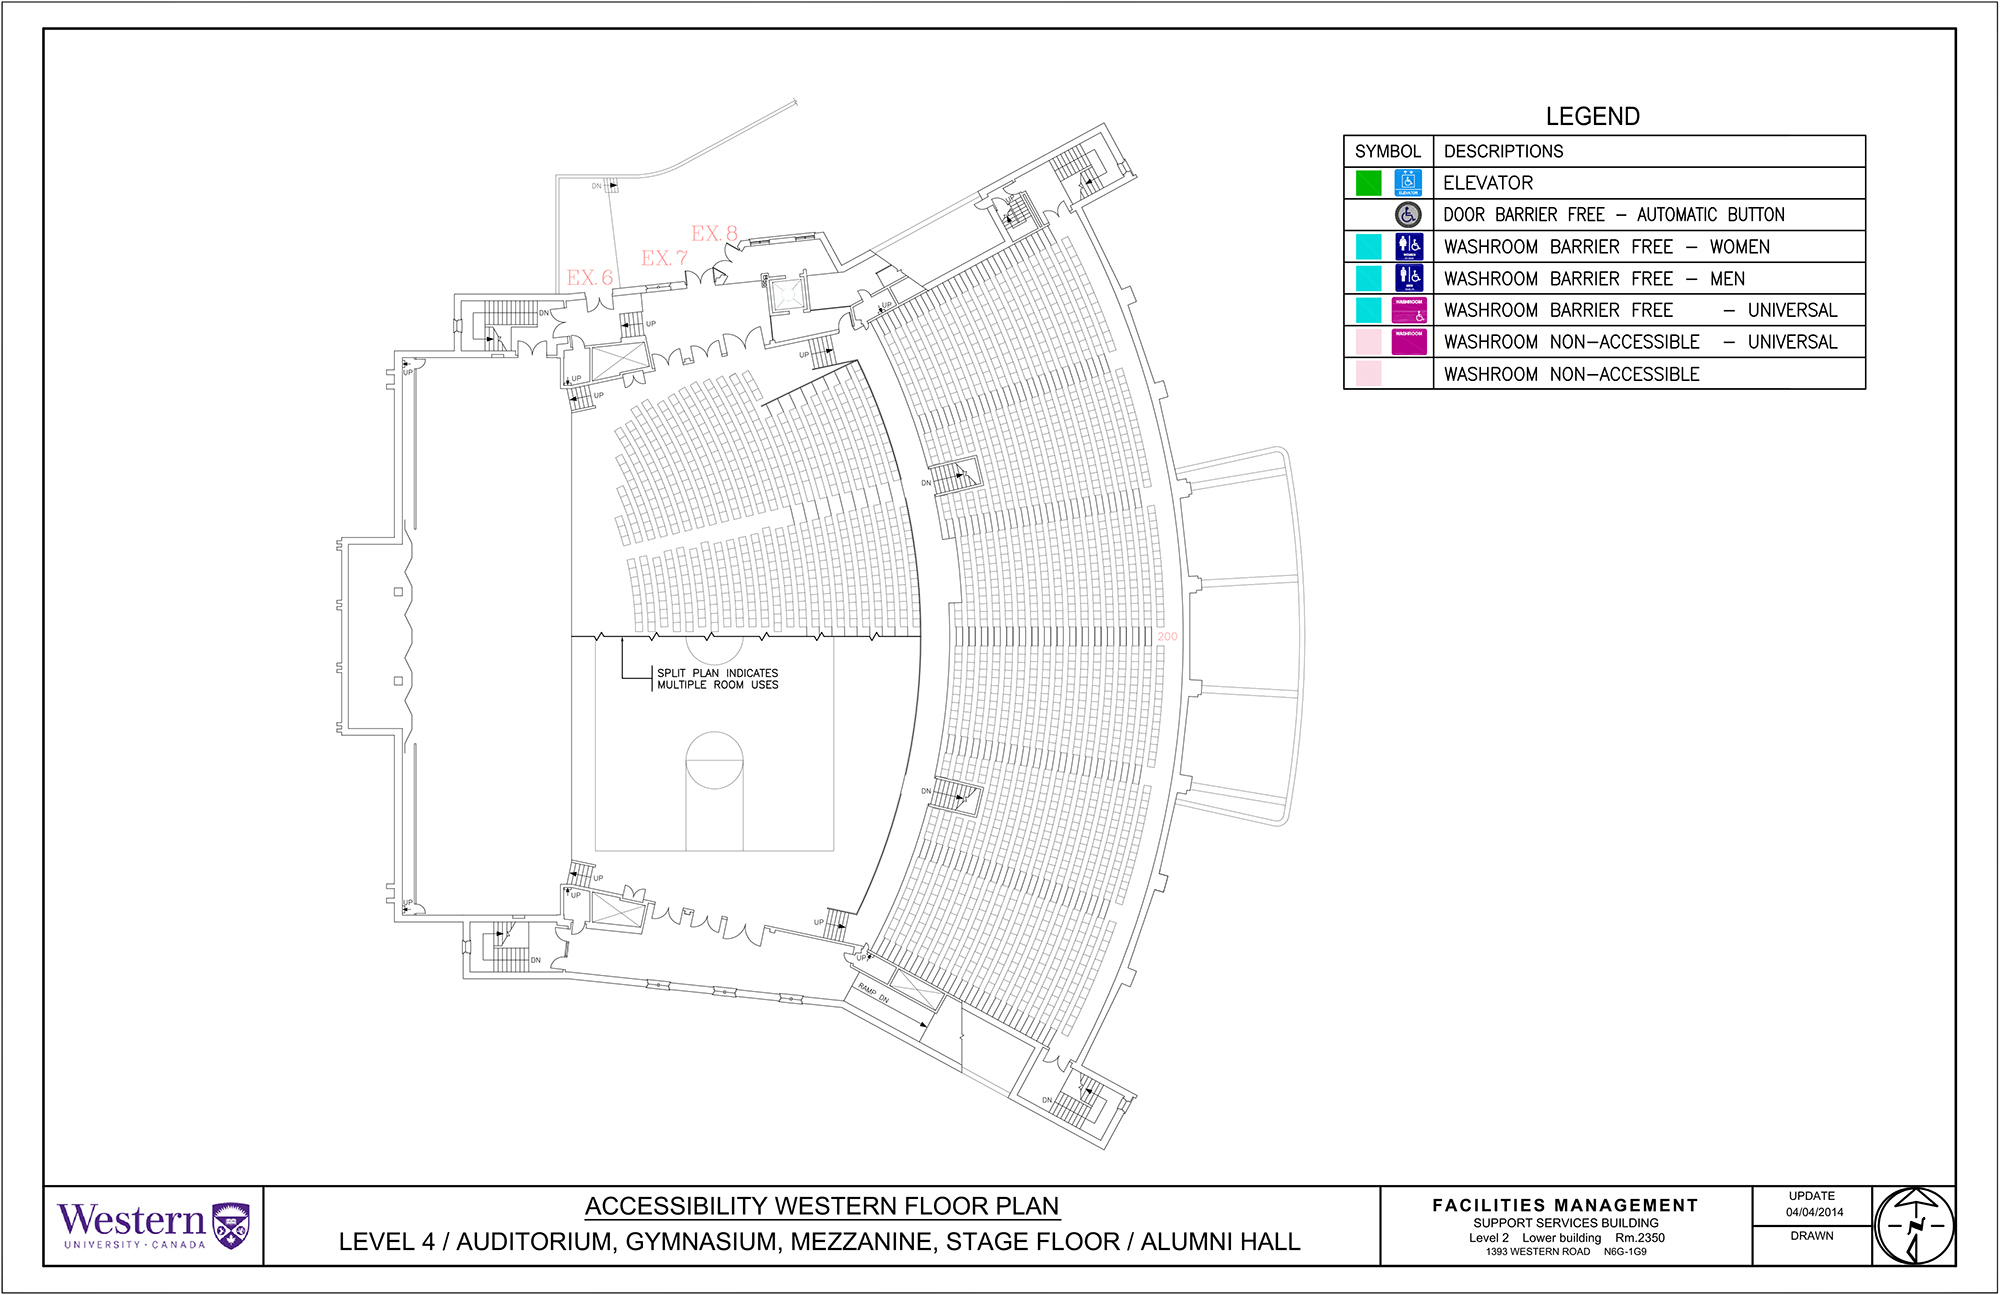 LEGEND
SYMBOL DESCRIPTIONS
ELEVATOR ELEVATOR
DOOR BARRIER FREE - AUTOMATIC BUTTON
WOMEN WASHROOM BARRIER FREE - WOMEN
MEN WASHROOM BARRIER FREE - MEN
WASHROOM WASHROOM BARRIER FREE - UNIVERSAL
WASHROOM WASHROOM NON-ACCESSIBLE - UNIVERSAL
WASHROOM NON-ACCESSIBLE
DN
EX.8
EX.7
EX.6
UP
UP
DN
UP
UP
UP
UP
UP
DN
200
SPLIT PLAN INDICATES
MULTIPLE ROOM USES
DN
UP
UP
UP
UP
UP
DN
RAMP DN
DN
Western
UNIVERSITY · CANADA
ACCESSIBILITY WESTERN FLOOR PLAN
LEVEL 4 / AUDITORIUM, GYMNASIUM, MEZZANINE, STAGE FLOOR / ALUMNI HALL
FACILITIES MANAGEMENT
SUPPORT SERVICES BUILDING
Level 2 Lower building Rm.2350
1393 WESTERN ROAD N6G-1G9
UPDATE
04/04/2014
DRAWN
N